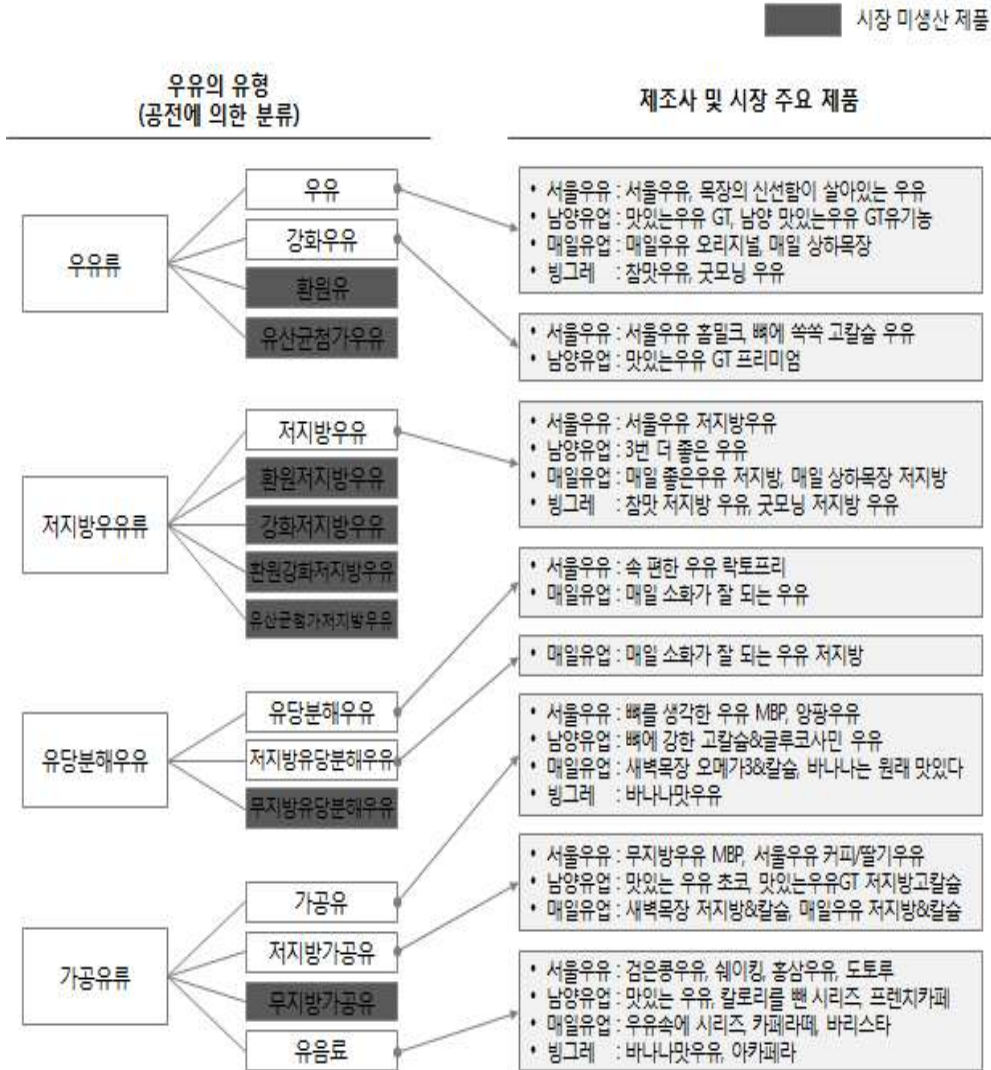 시장 미생산 제품
우유의 유형
(공전에 의한 분류)
제조사 및 시장 주요 제품
우유류
우유
강화우유
환원유
유산균첨가우유
• 서울우유 : 서울우유, 목장의 신선함이 살아있는 우유
• 남양유업 : 맛있는우유 GT, 남양 맛있는우유 GT유기농
• 매일유업 : 매일우유 오리지널, 매일 상하목장
• 빙그레 : 참맛우유, 굿모닝 우유
• 서울우유 : 서울우유 홈밀크, 뼈에 쏙쏙 고칼슘 우유
• 남양유업 : 맛있는우유 GT 프리미엄
저지방우유류
저지방우유
환원저지방우유
강화저지방우유
환원강화저지방우유
유산균첨가저지방우유
• 서울우유 : 서울우유 저지방우유
• 남양유업 : 3번 더 좋은 우유
• 매일유업 : 매일 좋은우유 저지방, 매일 상하목장 저지방
• 빙그레 : 참맛 저지방 우유, 굿모닝 저지방 우유
유당분해우유
유당분해우유
저지방유당분해우유
무지방유당분해우유
• 서울우유 : 속 편한 우유 락토프리
• 매일유업 : 매일 소화가 잘 되는 우유
• 매일유업 : 매일 소화가 잘 되는 우유 저지방
가공유류
가공유
저지방가공유
무지방가공유
유음료
• 서울우유 : 뼈를 생각한 우유 MBP, 앙팡우유
• 남양유업 : 뼈에 강한 고칼슘&글루코사민 우유
• 매일유업 : 새벽목장 오메가3&칼슘, 바나나는 원래 맛있다
• 빙그레 : 바나나맛우유
• 서울우유 : 무지방우유 MBP, 서울우유 커피/딸기우유
• 남양유업 : 맛있는 우유 초코, 맛있는우유GT 저지방고칼슘
• 매일유업 : 새벽목장 저지방&칼슘, 매일우유 저지방&칼슘
• 서울우유 : 검은콩우유, 쉐이킹, 홍삼우유, 도토루
• 남양유업 : 맛있는 우유, 칼로리를 뺀 시리즈, 프렌치카페
• 매일유업 : 우유속에 시리즈, 카페라떼, 바리스타
• 빙그레 : 바나나맛우유, 아카페라